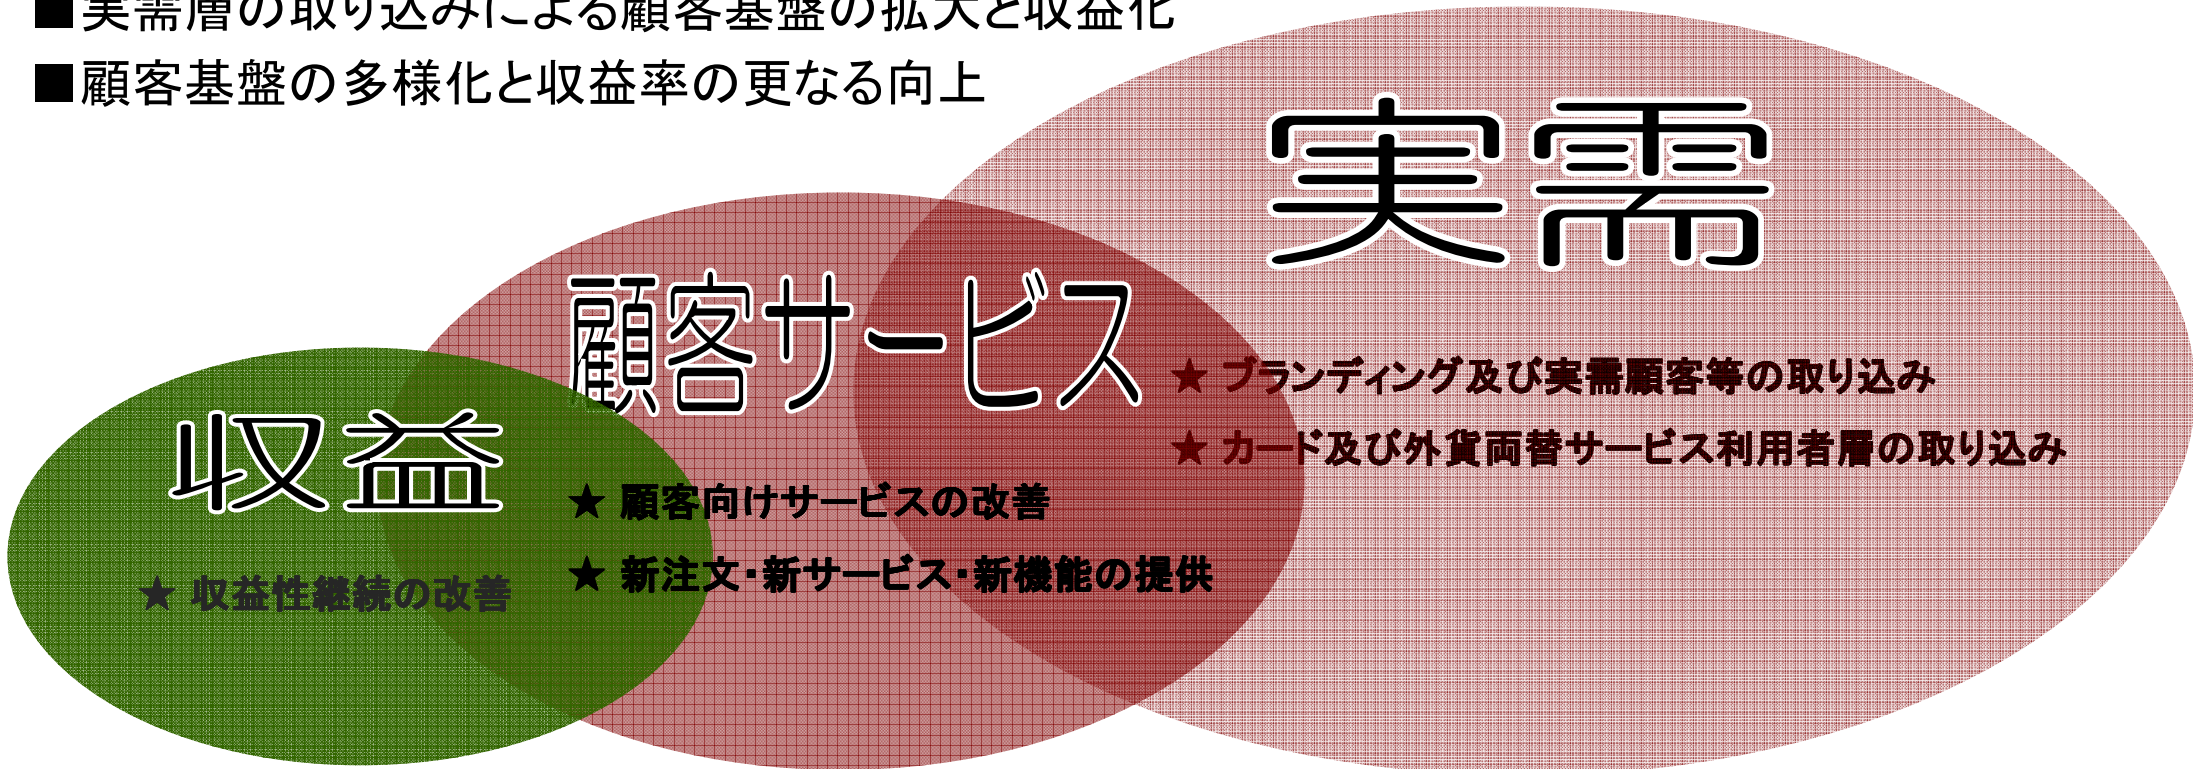 ■実需層の取り込みによる顧客基盤の拡大と収益化
■顧客基盤の多様化と収益率の更なる向上
実需
顧客サービス
収益
★ ブランディング及び実需顧客等の取り込み
★ カード及び外貨両替サービス利用者層の取り込み
★ 顧客向けサービスの改善
★ 新注文・新サービス・新機能の提供
★ 収益性継続の改善